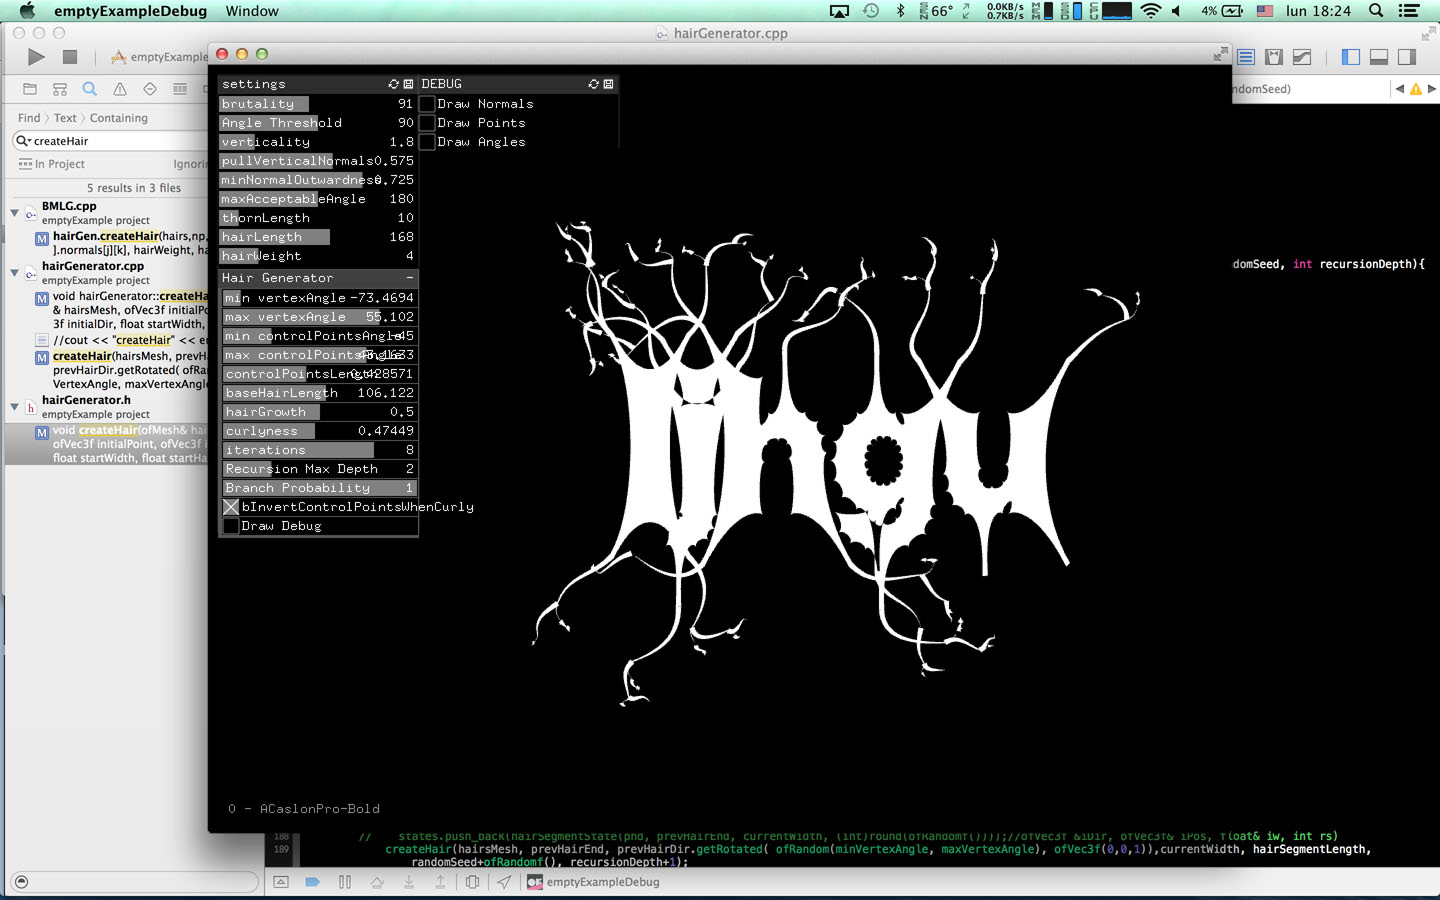 emptyExampleDebug Window
0.0KB/s
0.7KB/s
66° 4% lun 18:24
hairGenerator.cpp
emptyExample
ndomSeed)
Find Text Containing
createHair
In Project Ignorin
5 results in 3 files
BMLG.cpp
emptyExample project
hairGen.createHair(hairs,np,
].normals[j][k], hairWeight, ha
hairGenerator.cpp
emptyExample project
void hairGenerator::createHa
& hairsMesh, ofVec3f initialPo
3f initialDir, float startWidth,
//cout << "createHair" << en
createHair(hairsMesh, prevHa
prevHairDir.getRotated( ofRa
VertexAngle, maxVertexAngle
hairGenerator.h
emptyExample project
void createHair(ofMesh& hai
ofVec3f initialPoint, ofVec3f i
float startWidth, float startHa
settings
brutality 91
Angle Threshold 90
verticality 1.8
pullVerticalNormals 0.575
minNormalOutwardness 0.725
maxAcceptableAngle 180
thornLength 10
hairLength 168
hairWeight 4
Hair Generator -
min vertexAngle -73.4694
max vertexAngle 55.102
min controlPointsAngle -45
max controlPointsAngle
controlPointsLength 0.428571
baseHairLength 106.122
hairGrowth 0.5
curlyness 0.47449
iterations 8
Recursion Max Depth 2
Branch Probability 1
bInvertControlPointsWhenCurly
Draw Debug
DEBUG
Draw Normals
Draw Points
Draw Angles
domSeed, int recursionDepth){
0 - ACaslonPro-Bold
188 // states.push_back(hairSegmentState(pnd, prevHairEnd, currentWidth, (int)round(ofRandomf())));//ofVec3f &iDir, ofVec3f& iPos, float& iw, int rs)
189 createHair(hairsMesh, prevHairEnd, prevHairDir.getRotated( ofRandom(minVertexAngle, maxVertexAngle), ofVec3f(0,0,1)),currentWidth, hairSegmentLength,
randomSeed+ofRandomf(), recursionDepth+1);
emptyExampleDebug